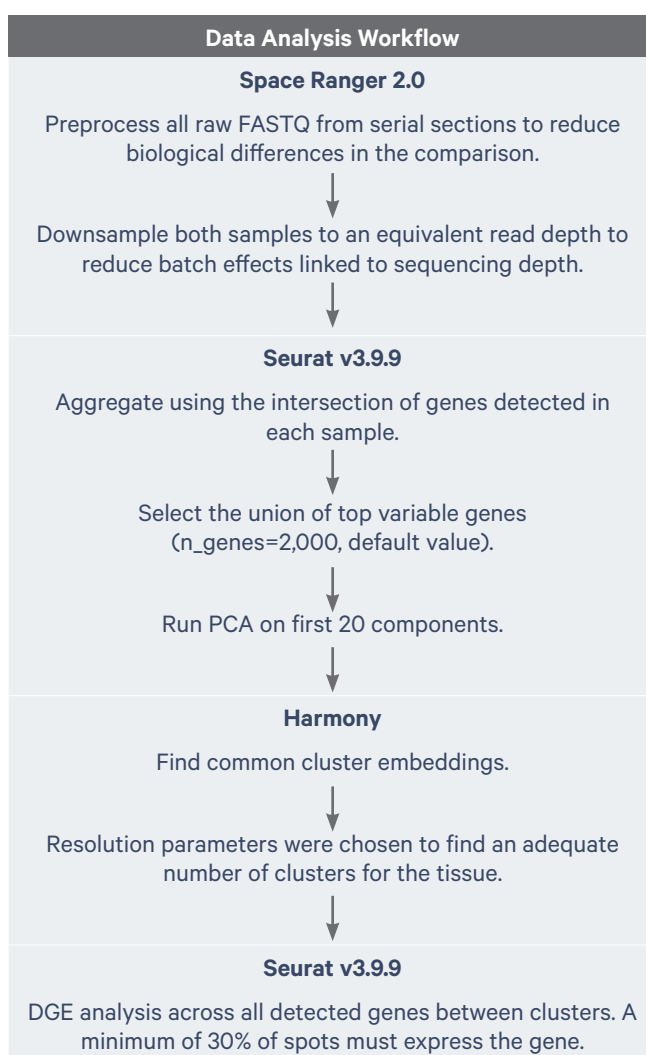 Data Analysis Workflow
Space Ranger 2.0
Preprocess all raw FASTQ from serial sections to reduce
biological differences in the comparison.
Downsample both samples to an equivalent read depth to
reduce batch effects linked to sequencing depth.
Seurat v3.9.9
Aggregate using the intersection of genes detected in
each sample.
Select the union of top variable genes
(n_genes=2,000, default value).
Run PCA on first 20 components.
Harmony
Find common cluster embeddings.
Resolution parameters were chosen to find an adequate
number of clusters for the tissue.
Seurat v3.9.9
DGE analysis across all detected genes between clusters. A
minimum of 30% of spots must express the gene.